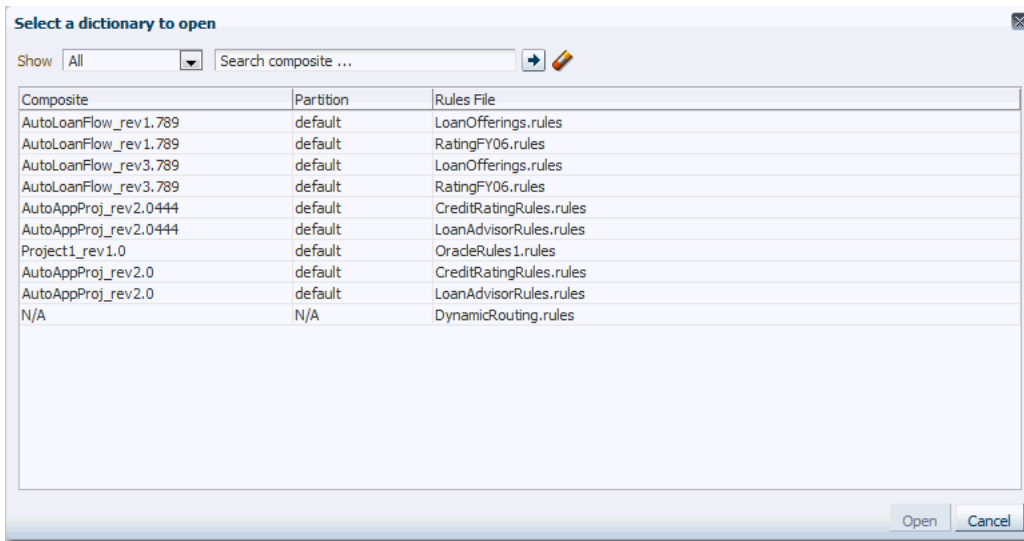 Select a dictionary to open
Show All Search composite ...
Composite Partition Rules File
AutoLoanFlow_rev1.789 default LoanOfferings.rules
AutoLoanFlow_rev1.789 default RatingFY06.rules
AutoLoanFlow_rev3.789 default LoanOfferings.rules
AutoLoanFlow_rev3.789 default RatingFY06.rules
AutoAppProj_rev2.0444 default CreditRatingRules.rules
AutoAppProj_rev2.0444 default LoanAdvisorRules.rules
Project1_rev1.0 default OracleRules1.rules
AutoAppProj_rev2.0 default CreditRatingRules.rules
AutoAppProj_rev2.0 default LoanAdvisorRules.rules
N/A N/A DynamicRouting.rules
Open Cancel